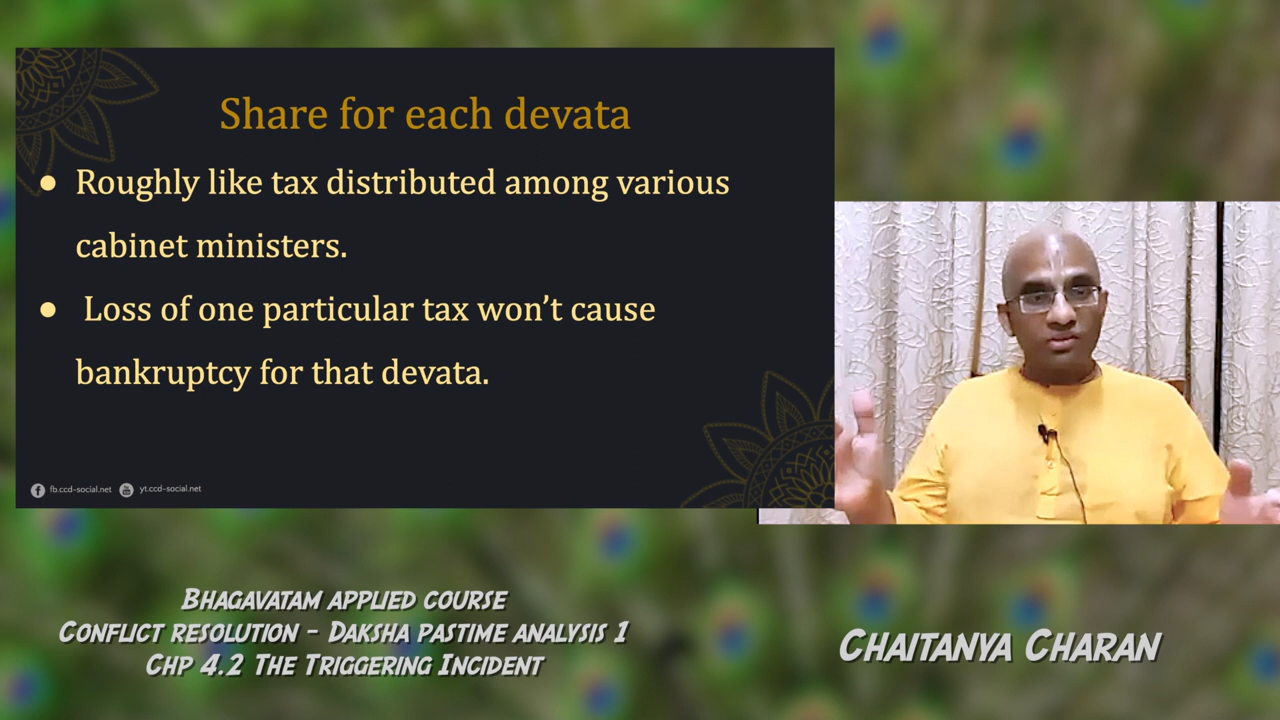 Share for each devata
● Roughly like tax distributed among various
cabinet ministers.
● Loss of one particular tax won’t cause
bankruptcy for that devata.
fb.ccd-social.net yt.ccd-social.net
BHAGAVATAM APPLIED COURSE
CONFLICT RESOLUTION - DAKSHA PASTIME ANALYSIS 1
CHP 4.2 THE TRIGGERING INCIDENT
CHAITANYA CHARAN